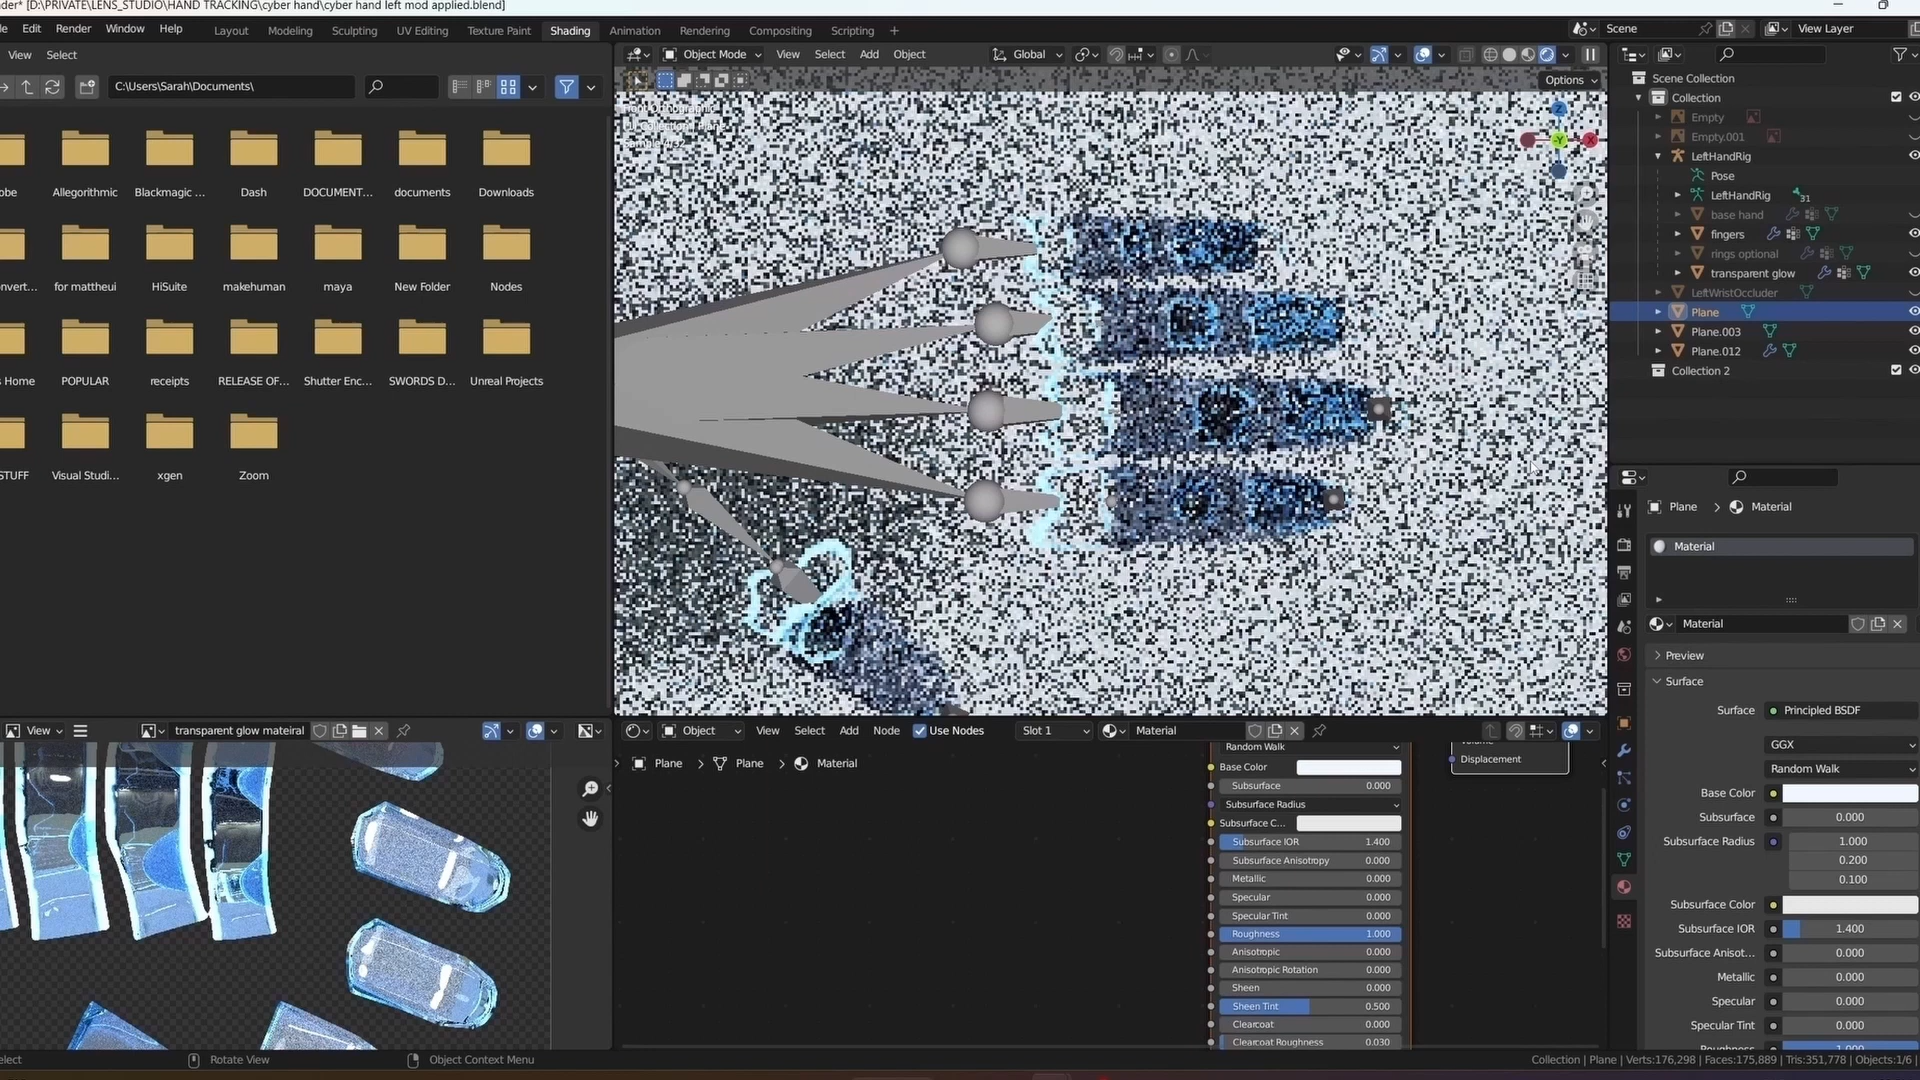 der* [D:\PRIVATE\LENS_STUDIO\HAND TRACKING\cyber hand\cyber hand left mod applied.blend]
Edit Render Window Help Layout Modeling Sculpting UV Editing Texture Paint Shading Animation Rendering Compositing Scripting + Scene View Layer
View Select Object Mode View Select Add Object Global
C:\Users\Sarah\Documents\ Options
Scene Collection
Collection
Empty
Empty.001
LeftHandRig
Pose
LeftHandRig 31
base hand
fingers
rings optional
transparent glow
LeftWristOccluder
Plane
Plane.003
Plane.012
Collection 2
Allegorithmic Blackmagic ... Dash DOCUMENT... documents Downloads
for mattheui HiSuite makehuman maya New Folder Nodes
s Home POPULAR receipts RELEASE OF... Shutter Enc... SWORDS D... Unreal Projects
STUFF Visual Studi... xgen Zoom
Z
Y
X
Plane > Material
Material
Material
Preview
Surface
Surface Principled BSDF
GGX
Random Walk
Base Color
Subsurface 0.000
Subsurface Radius 1.000
0.200
0.100
Subsurface Color
Subsurface IOR 1.400
Subsurface Anisot... 0.000
Metallic 0.000
Specular 0.000
Specular Tint 0.000
Roughness 1.000
View transparent glow mateiral
Object View Select Add Node Use Nodes Slot 1 Material
Plane > Plane > Material
Random Walk
Base Color
Subsurface 0.000
Subsurface Radius
Subsurface C...
Subsurface IOR 1.400
Subsurface Anisotropy 0.000
Metallic 0.000
Specular 0.000
Specular Tint 0.000
Roughness 1.000
Anisotropic 0.000
Anisotropic Rotation 0.000
Sheen 0.000
Sheen Tint 0.500
Clearcoat 0.000
Clearcoat Roughness 0.030
Displacement
Rotate View Object Context Menu
Collection | Plane | Verts:176,298 | Faces:175,889 | Tris:351,778 | Objects:1/6